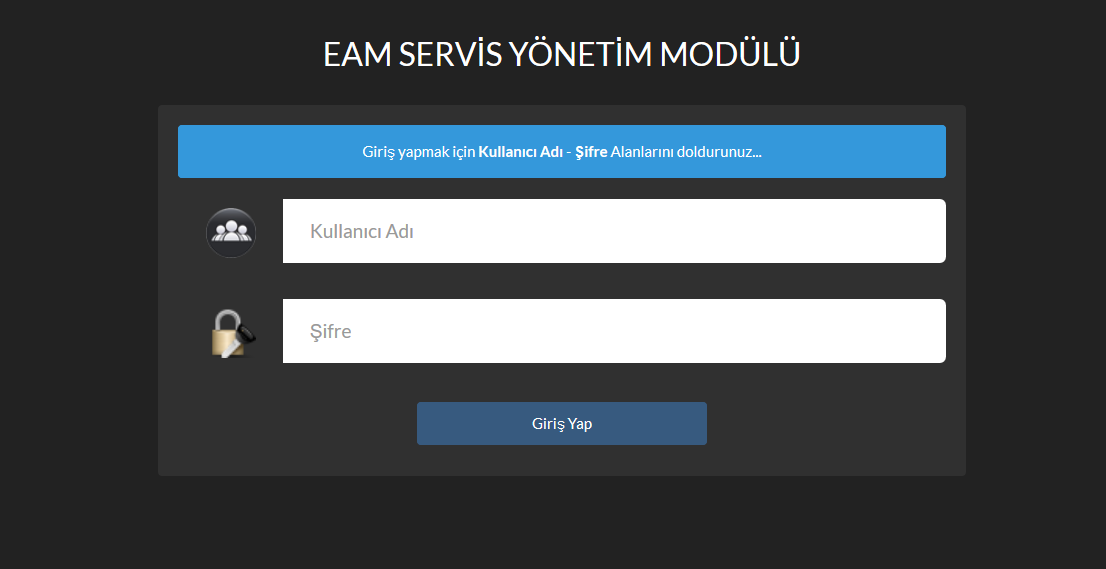 EAM SERVİS YÖNETİM MODÜLÜ
Giriş yapmak için Kullanıcı Adı - Şifre Alanlarını doldurunuz...
Kullanıcı Adı
Şifre
Giriş Yap